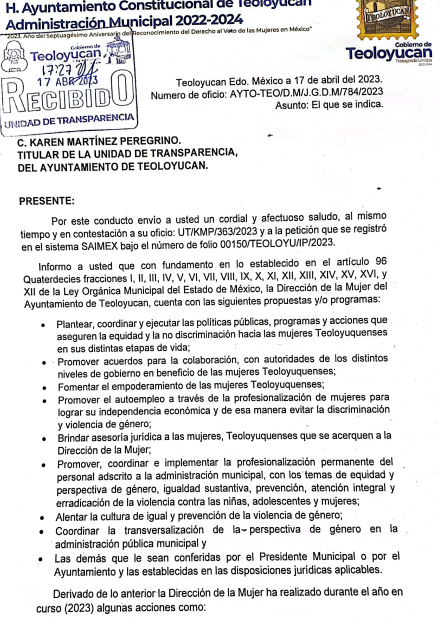 H. Ayuntamiento Constitucional de Teoloyucan
Administración Municipal 2022-2024
"2023. Año del Septuagésimo Aniversario del Reconocimiento del Derecho al Voto de las Mujeres en México"
TEOLOYUCAN
Gobierno de
Teoloyucan
Gobierno de
Teoloyucan
17:27
17 ABR 2023
RECIBIDO
UNIDAD DE TRANSPARENCIA
Teoloyucan Edo. México a 17 de abril del 2023.
Numero de oficio: AYTO-TEO/D.M/J.G.D.M/784/2023
Asunto: El que se indica.
C. KAREN MARTÍNEZ PEREGRINO.
TITULAR DE LA UNIDAD DE TRANSPARENCIA,
DEL AYUNTAMIENTO DE TEOLOYUCAN.
PRESENTE:
Por este conducto envío a usted un cordial y afectuoso saludo, al mismo
tiempo y en contestación a su oficio: UT/KMP/363/2023 y a la petición que se registró
en el sistema SAIMEX bajo el número de folio 00150/TEOLOYU/IP/2023.
Informo a usted que con fundamento en lo establecido en el artículo 96
Quaterdecies fracciones I, II, III, IV, V, VI, VII, VIII, IX, X, XI, XII, XIII, XIV, XV, XVI, y
XII de la Ley Orgánica Municipal del Estado de México, la Dirección de la Mujer del
Ayuntamiento de Teoloyucan, cuenta con las siguientes propuestas y/o programas:
• Plantear, coordinar y ejecutar las políticas públicas, programas y acciones que
aseguren la equidad y la no discriminación hacia las mujeres Teoloyuquenses
en sus distintas etapas de vida;
• Promover acuerdos para la colaboración, con autoridades de los distintos
niveles de gobierno en beneficio de las mujeres Teoloyuquenses;
• Fomentar el empoderamiento de las mujeres Teoloyuquenses;
• Promover el autoempleo a través de la profesionalización de mujeres para
lograr su independencia económica y de esa manera evitar la discriminación
y violencia de género;
• Brindar asesoría jurídica a las mujeres, Teoloyuquenses que se acerquen a la
Dirección de la Mujer;
• Promover, coordinar e implementar la profesionalización permanente del
personal adscrito a la administración municipal, con los temas de equidad y
perspectiva de género, igualdad sustantiva, prevención, atención integral y
erradicación de la violencia contra las niñas, adolescentes y mujeres;
• Alentar la cultura de igual y prevención de la violencia de género;
• Coordinar la transversalización de la perspectiva de género en la
administración pública municipal y
• Las demás que le sean conferidas por el Presidente Municipal o por el
Ayuntamiento y las establecidas en las disposiciones jurídicas aplicables.
Derivado de lo anterior la Dirección de la Mujer ha realizado durante el año en
curso (2023) algunas acciones como: